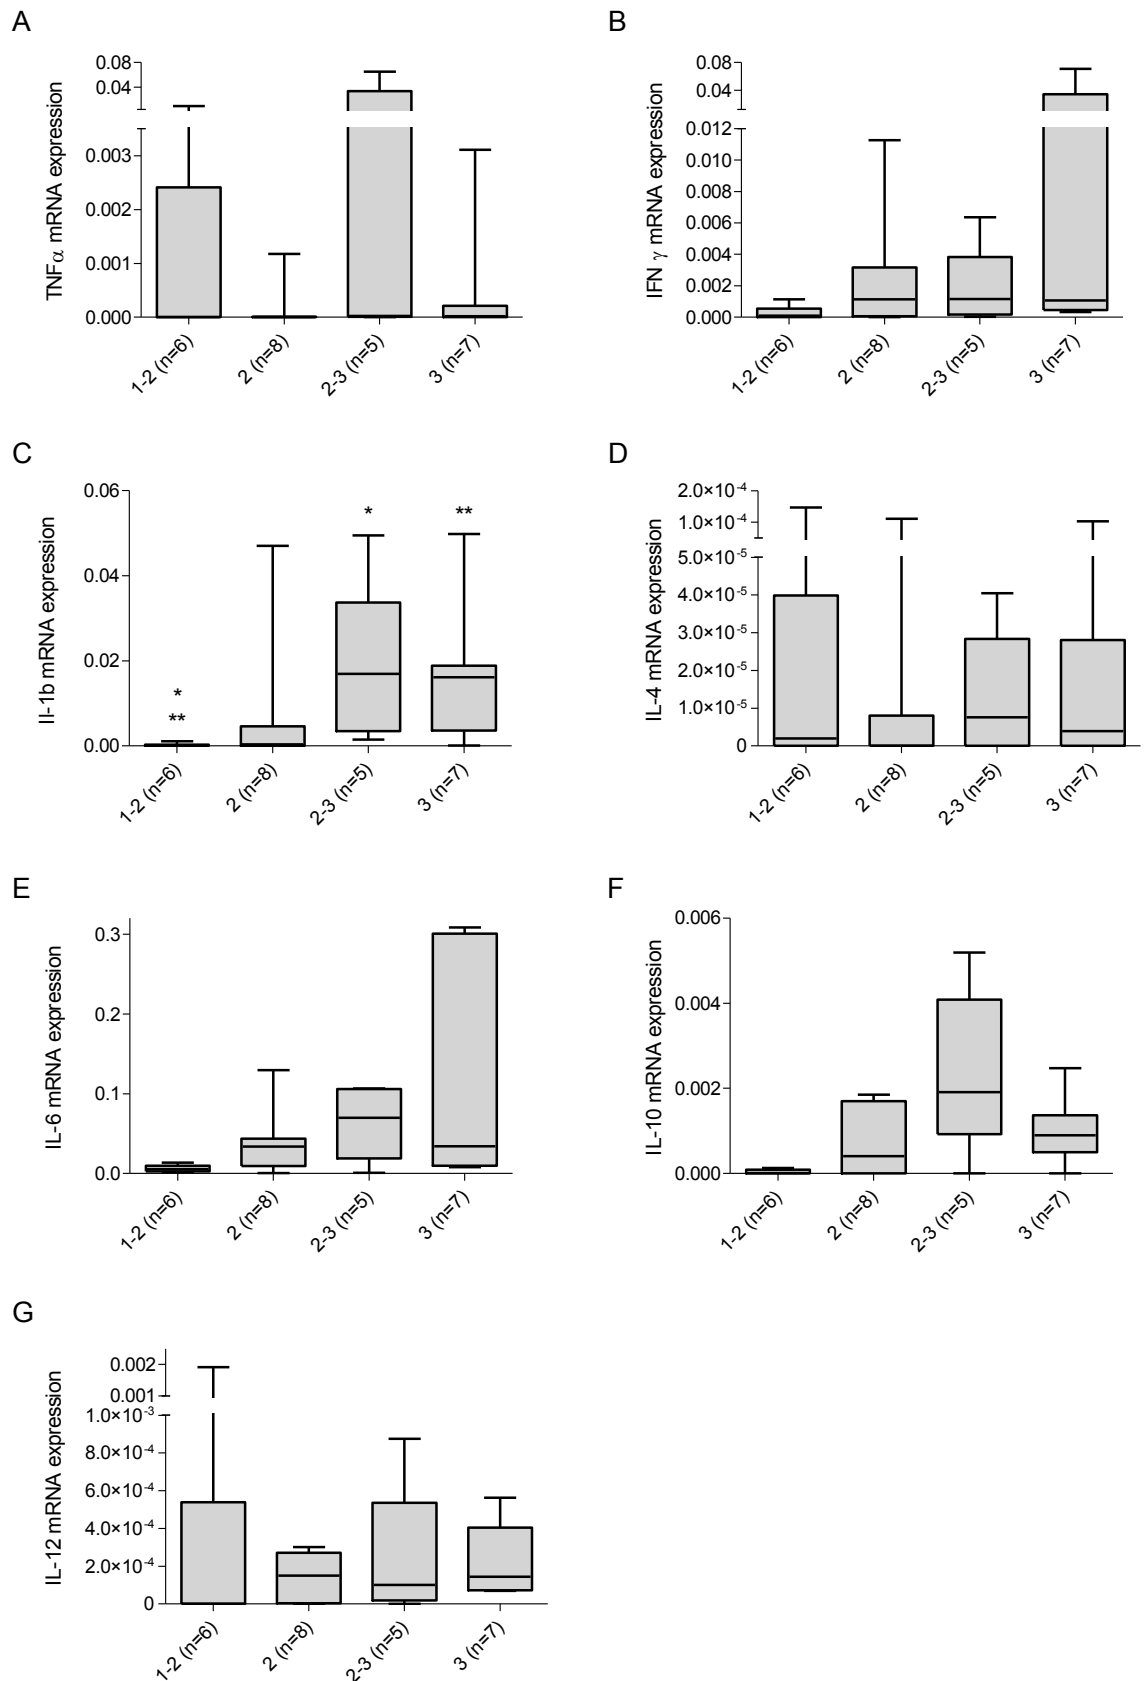 A
TNFα mRNA expression
0.08
0.04
0.003
0.002
0.001
0.000
1-2 (n=6)
2 (n=8)
2-3 (n=5)
3 (n=7)
B
IFN γ mRNA expression
0.08
0.04
0.012
0.010
0.008
0.006
0.004
0.002
0.000
1-2 (n=6)
2 (n=8)
2-3 (n=5)
3 (n=7)
C
Il-1b mRNA expression
0.06
0.04
0.02
0.00
*
**
*
**
1-2 (n=6)
2 (n=8)
2-3 (n=5)
3 (n=7)
D
IL-4 mRNA expression
2.0×10⁻⁴
1.0×10⁻⁴
5.0×10⁻⁵
4.0×10⁻⁵
3.0×10⁻⁵
2.0×10⁻⁵
1.0×10⁻⁵
0
1-2 (n=6)
2 (n=8)
2-3 (n=5)
3 (n=7)
E
IL-6 mRNA expression
0.3
0.2
0.1
0.0
1-2 (n=6)
2 (n=8)
2-3 (n=5)
3 (n=7)
F
IL-10 mRNA expression
0.006
0.004
0.002
0.000
1-2 (n=6)
2 (n=8)
2-3 (n=5)
3 (n=7)
G
IL-12 mRNA expression
0.002
0.001
1.0×10⁻³
8.0×10⁻⁴
6.0×10⁻⁴
4.0×10⁻⁴
2.0×10⁻⁴
0
1-2 (n=6)
2 (n=8)
2-3 (n=5)
3 (n=7)